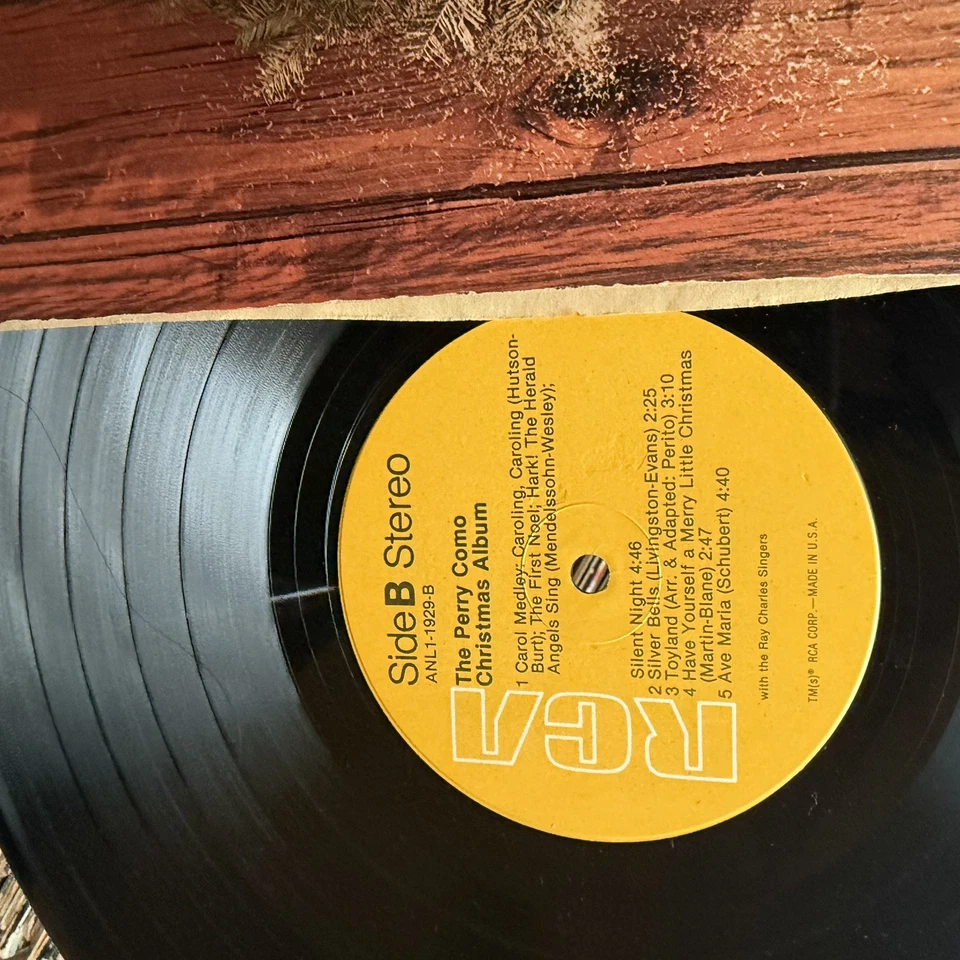 Side B Stereo
ANL1-1929-B
The Perry Como
Christmas Album
1 Carol Medley: Caroling, Caroling (Hutson-
Burt); The First Noel; Hark! The Herald
Angels Sing (Mendelssohn-Wesley);
Silent Night 4:46
2 Silver Bells (Livingston-Evans) 2:25
3 Toyland (Arr. & Adapted: Perito) 3:10
4 Have Yourself a Merry Little Christmas
(Martin-Blane) 2:47
5 Ave Maria (Schubert) 4:40
with the Ray Charles Singers
TM(s)® RCA CORP.—MADE IN U.S.A.
RCA